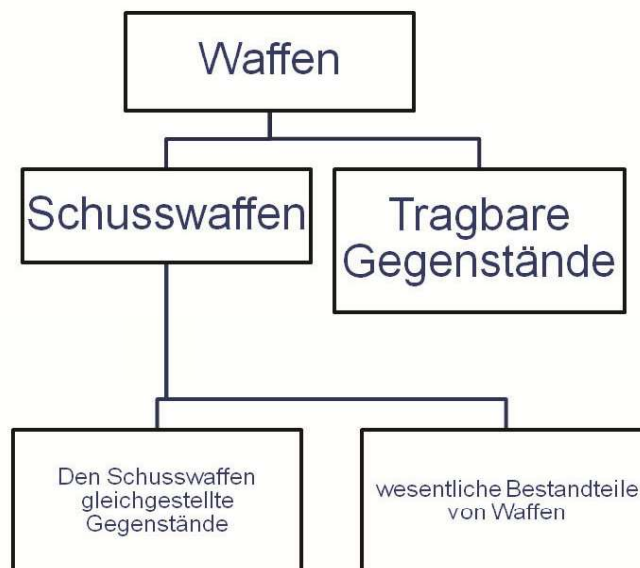 Waffen
Schusswaffen
Tragbare
Gegenstände
Den Schusswaffen
gleichgestellte
Gegenstände
wesentliche Bestandteile
von Waffen